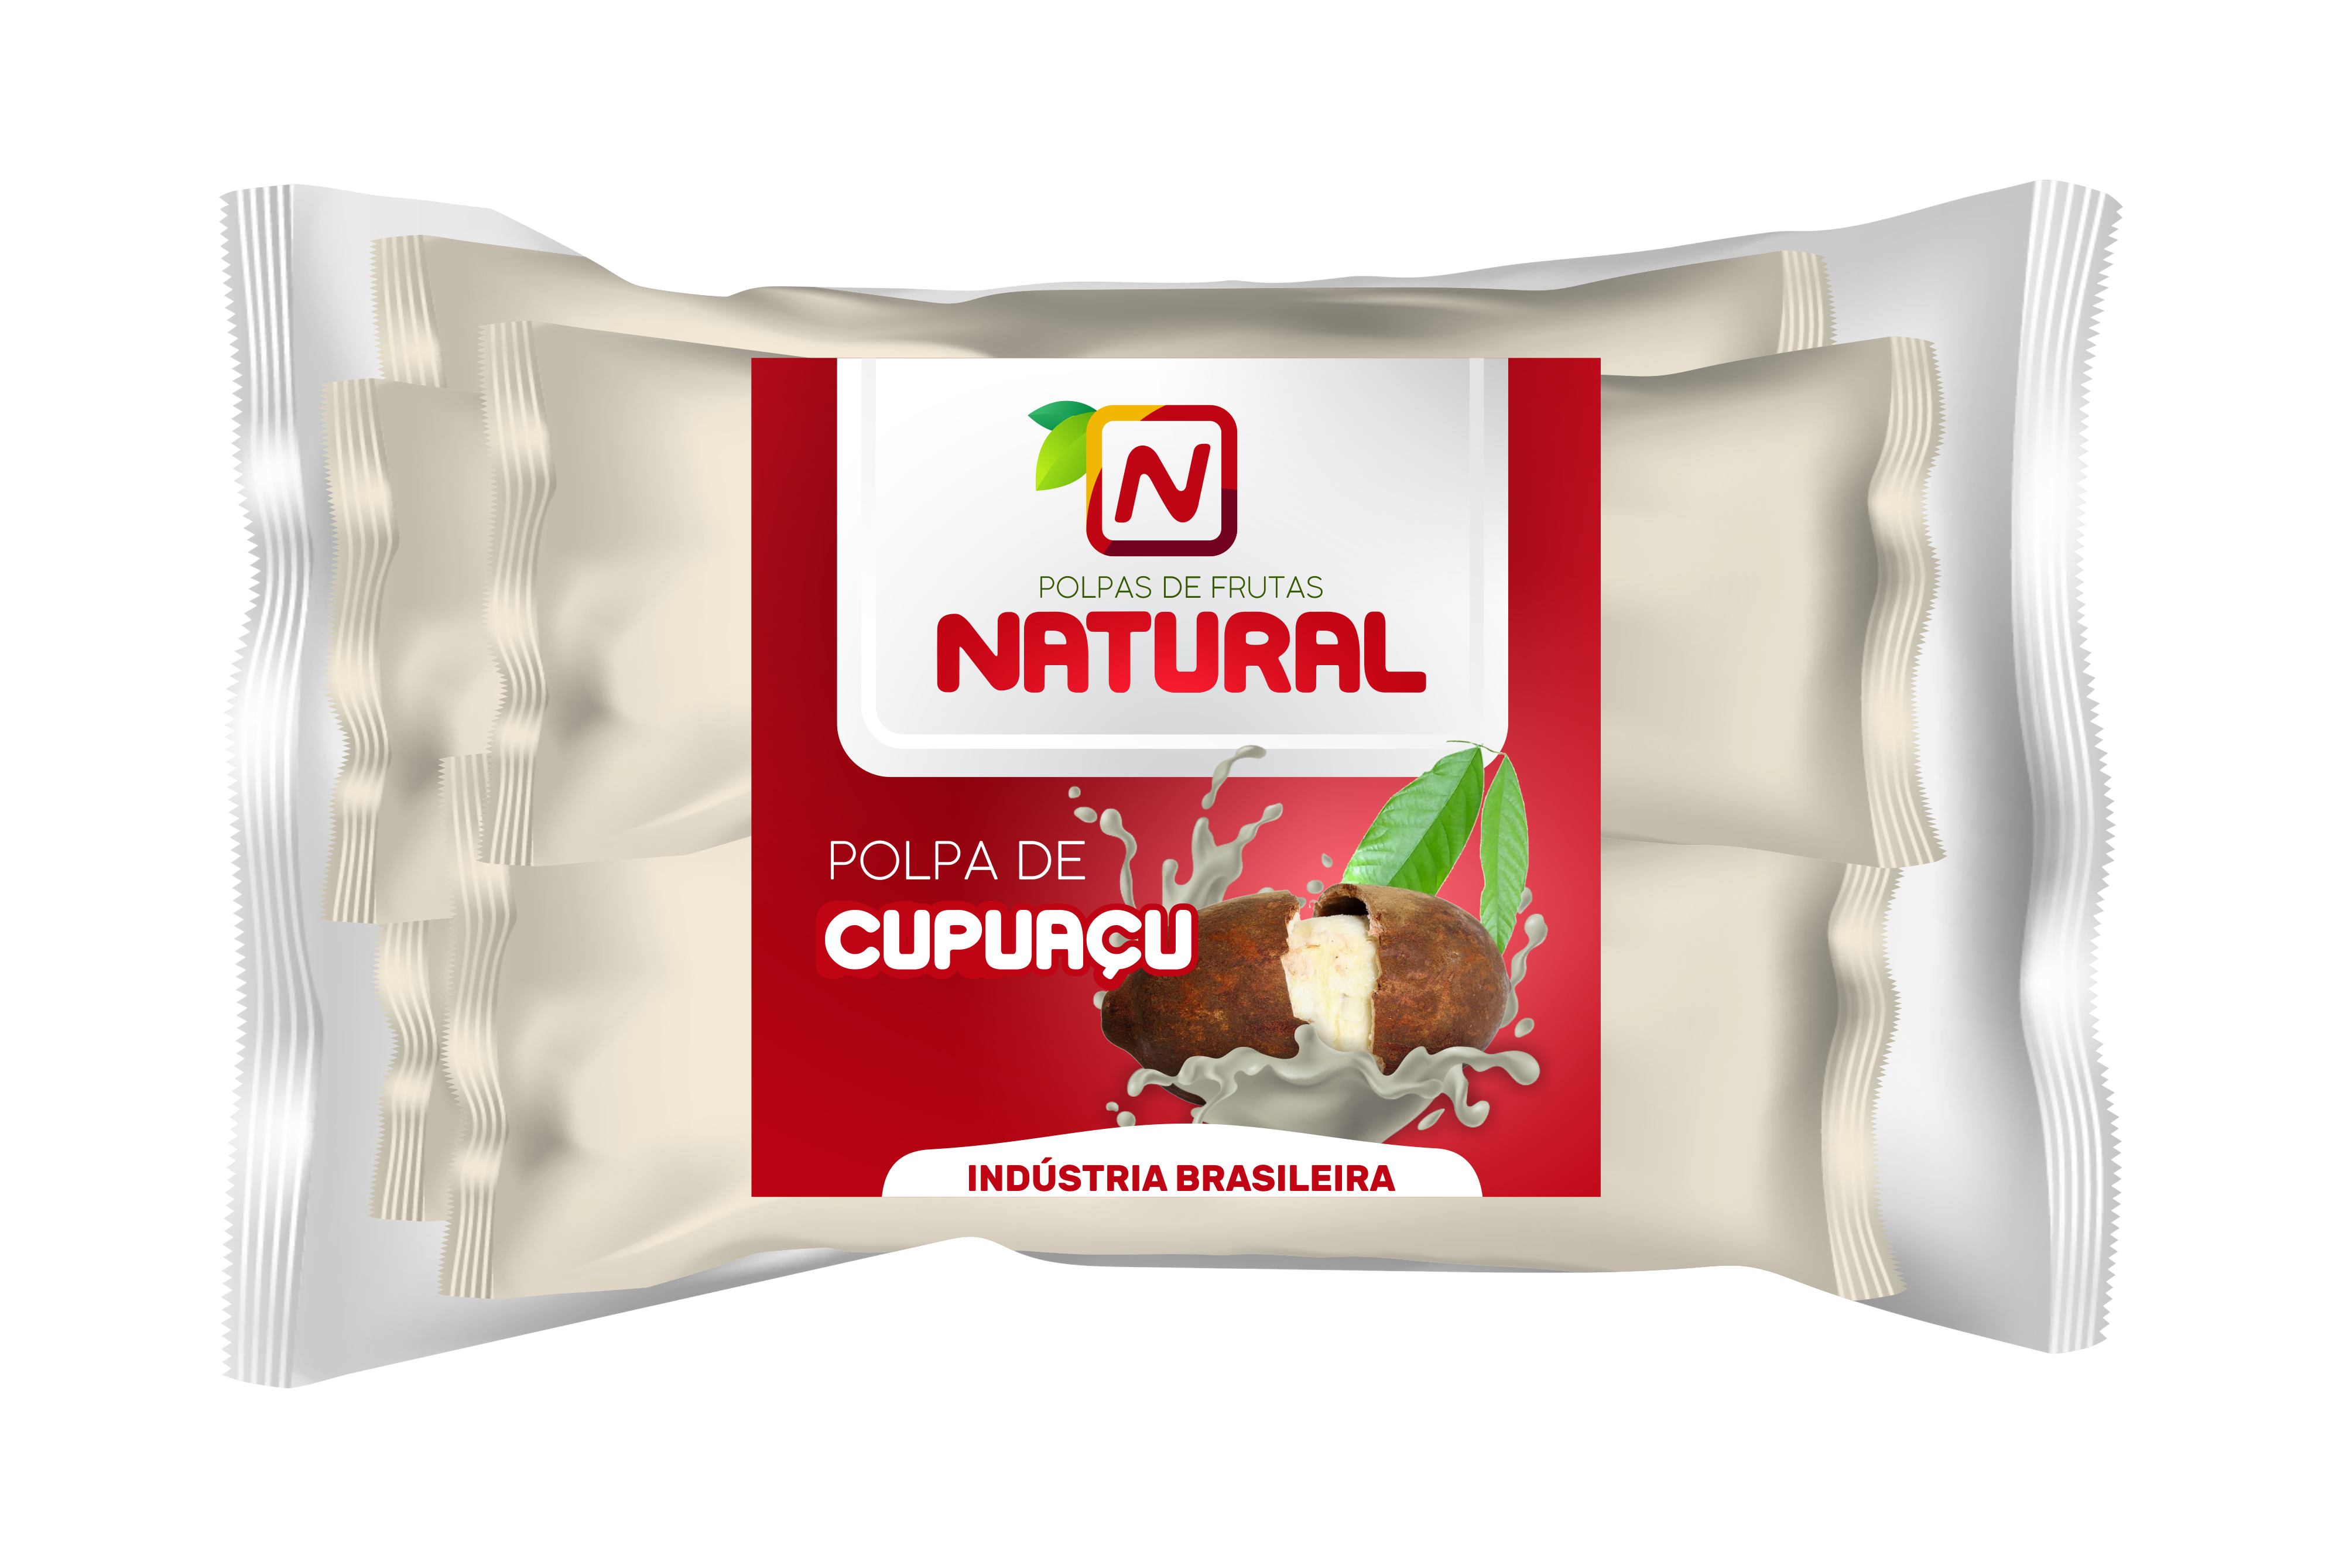 N
POLPAS DE FRUTAS
NATURAL
POLPA DE
CUPUAÇU
INDÚSTRIA BRASILEIRA